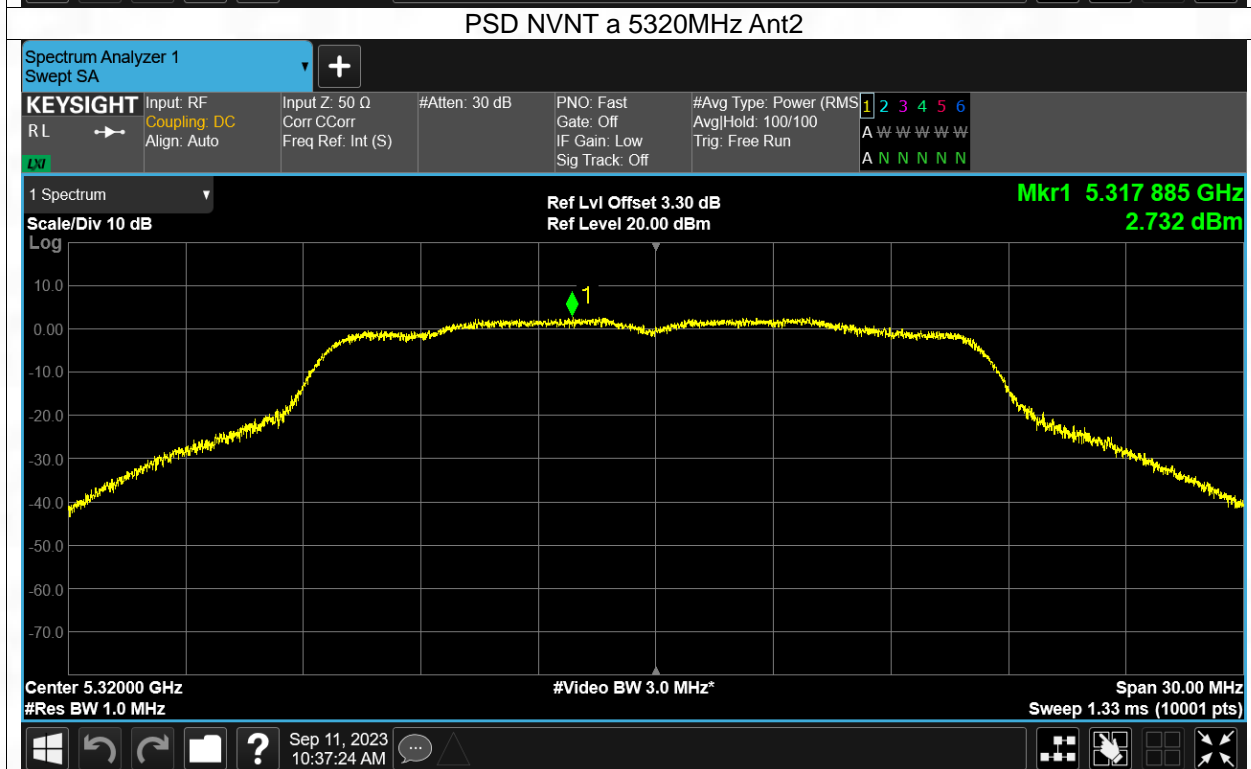 PSD NVNT a 5320MHz Ant2
Spectrum Analyzer 1
Swept SA
+
KEYSIGHT
RL
LXI
Input: RF
Coupling: DC
Align: Auto
Input Z: 50 Ω
Corr CCorr
Freq Ref: Int (S)
#Atten: 30 dB
PNO: Fast
Gate: Off
IF Gain: Low
Sig Track: Off
#Avg Type: Power (RMS
Avg|Hold: 100/100
Trig: Free Run
1 2 3 4 5 6
A W W W W W
A N N N N N
1 Spectrum
Scale/Div 10 dB
Log
Ref Lvl Offset 3.30 dB
Ref Level 20.00 dBm
Mkr1 5.317 885 GHz
2.732 dBm
1
10.0
0.00
-10.0
-20.0
-30.0
-40.0
-50.0
-60.0
-70.0
Center 5.32000 GHz
#Res BW 1.0 MHz
#Video BW 3.0 MHz*
Span 30.00 MHz
Sweep 1.33 ms (10001 pts)
?
Sep 11, 2023
10:37:24 AM